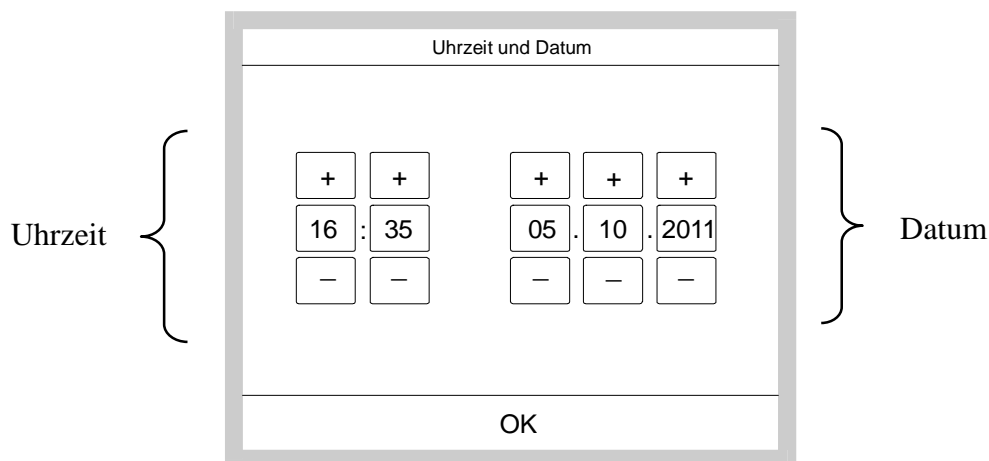 Uhrzeit und Datum
+ + + + +
Uhrzeit 16 : 35 05 . 10 . 2011 Datum
– – – – –
OK